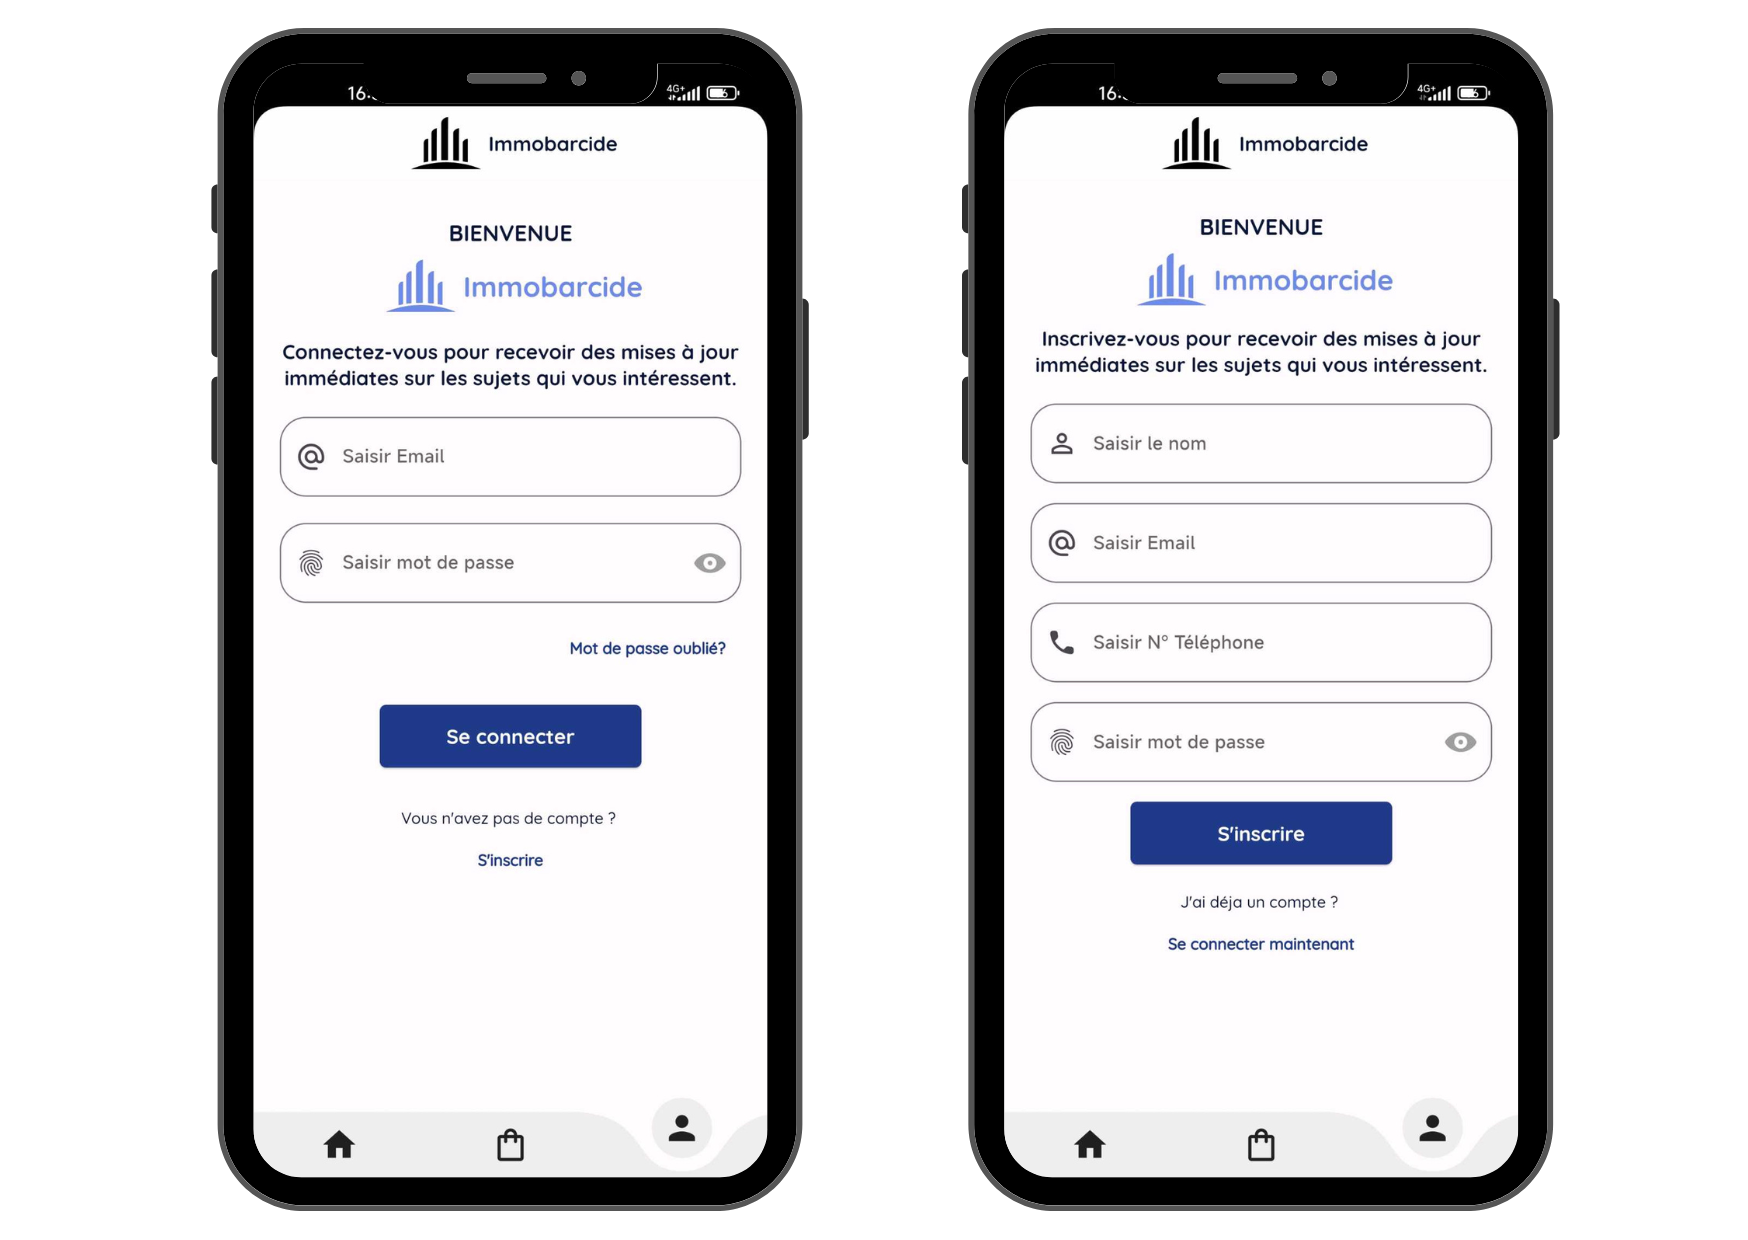 16:
4G+
Immobarcide
BIENVENUE
Immobarcide
Connectez-vous pour recevoir des mises à jour
immédiates sur les sujets qui vous intéressent.
Saisir Email
Saisir mot de passe
Mot de passe oublié?
Se connecter
Vous n'avez pas de compte ?
S'inscrire
16:
4G+
Immobarcide
BIENVENUE
Immobarcide
Inscrivez-vous pour recevoir des mises à jour
immédiates sur les sujets qui vous intéressent.
Saisir le nom
Saisir Email
Saisir N° Téléphone
Saisir mot de passe
S'inscrire
J'ai déja un compte ?
Se connecter maintenant